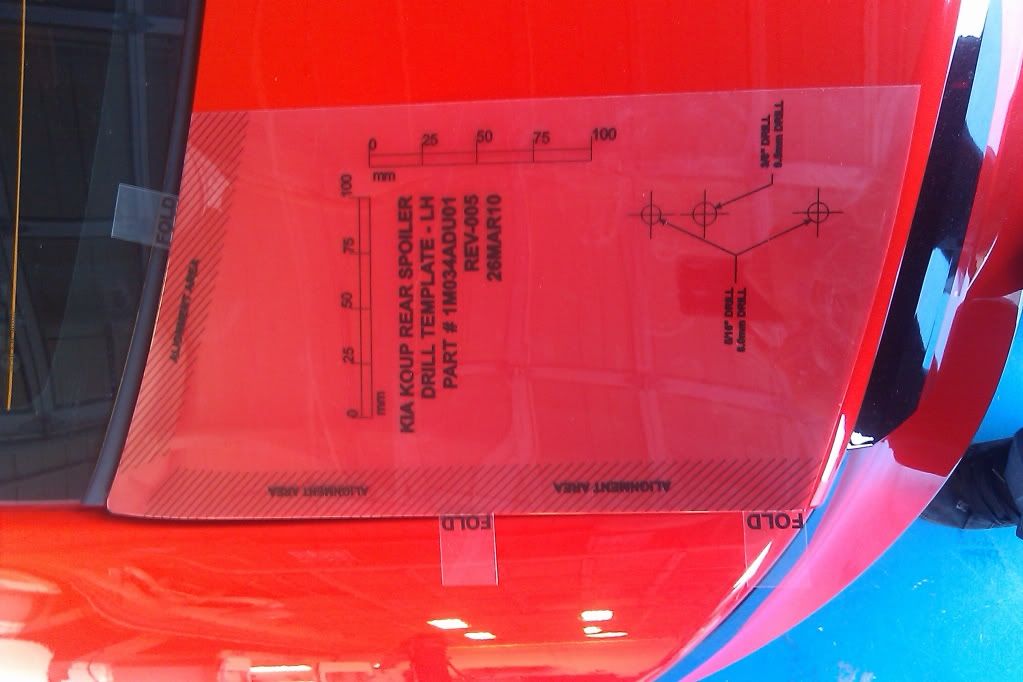 KIA KOUP REAR SPOILER
DRILL TEMPLATE - LH
PART # 1M034ADU01
REV-005
26MAR10
0 25 50 75 100
mm
0 25 50 75 100
mm
3/8" DRILL
9.0mm DRILL
5/16" DRILL
8.0mm DRILL
ALIGNMENT AREA
ALIGNMENT AREA
ALIGNMENT AREA
FOLD
FOLD
FOLD